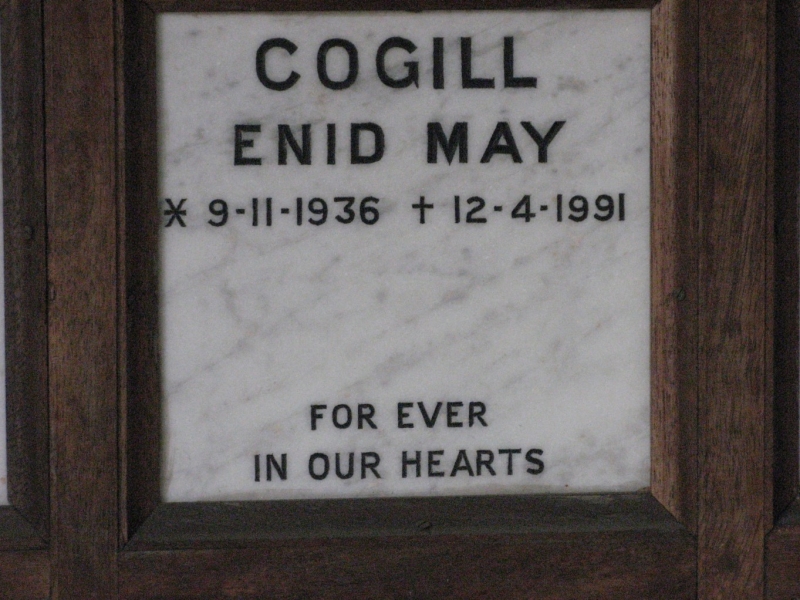 COGILL
ENID MAY
* 9-11-1936 † 12-4-1991
FOR EVER
IN OUR HEARTS